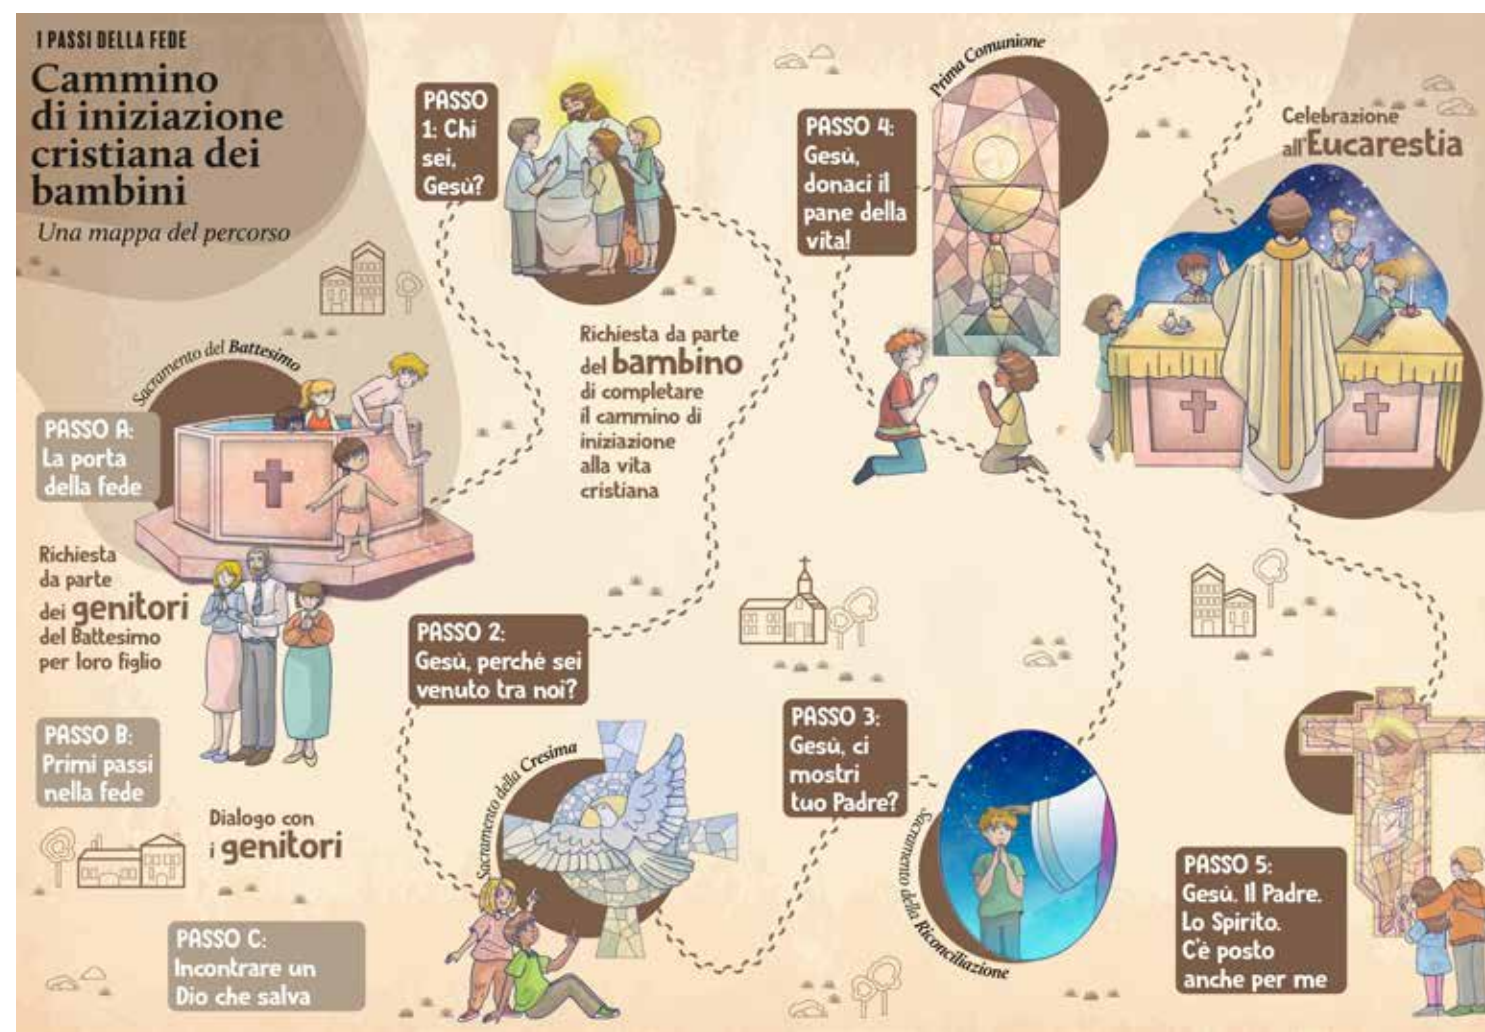 I PASSI DELLA FEDE
Cammino
di iniziazione
cristiana dei
bambini
Una mappa del percorso
Sacramento del Battesimo
PASSO A:
La porta
della fede
Richiesta
da parte
dei genitori
del Battesimo
per loro figlio
PASSO B:
Primi passi
nella fede
Dialogo con
i genitori
PASSO C:
Incontrare un
Dio che salva
PASSO
1: Chi
sei,
Gesù?
Richiesta da parte
del bambino
di completare
il cammino di
iniziazione
alla vita
cristiana
PASSO 2:
Gesù, perché sei
venuto tra noi?
Sacramento della Cresima
PASSO 3:
Gesù, ci
mostri
tuo Padre?
Sacramento della Riconciliazione
PASSO 4:
Gesù,
donaci il
pane della
vita!
Prima Comunione
Celebrazione
all'Eucarestia
PASSO 5:
Gesù. Il Padre.
Lo Spirito.
C'è posto
anche per me